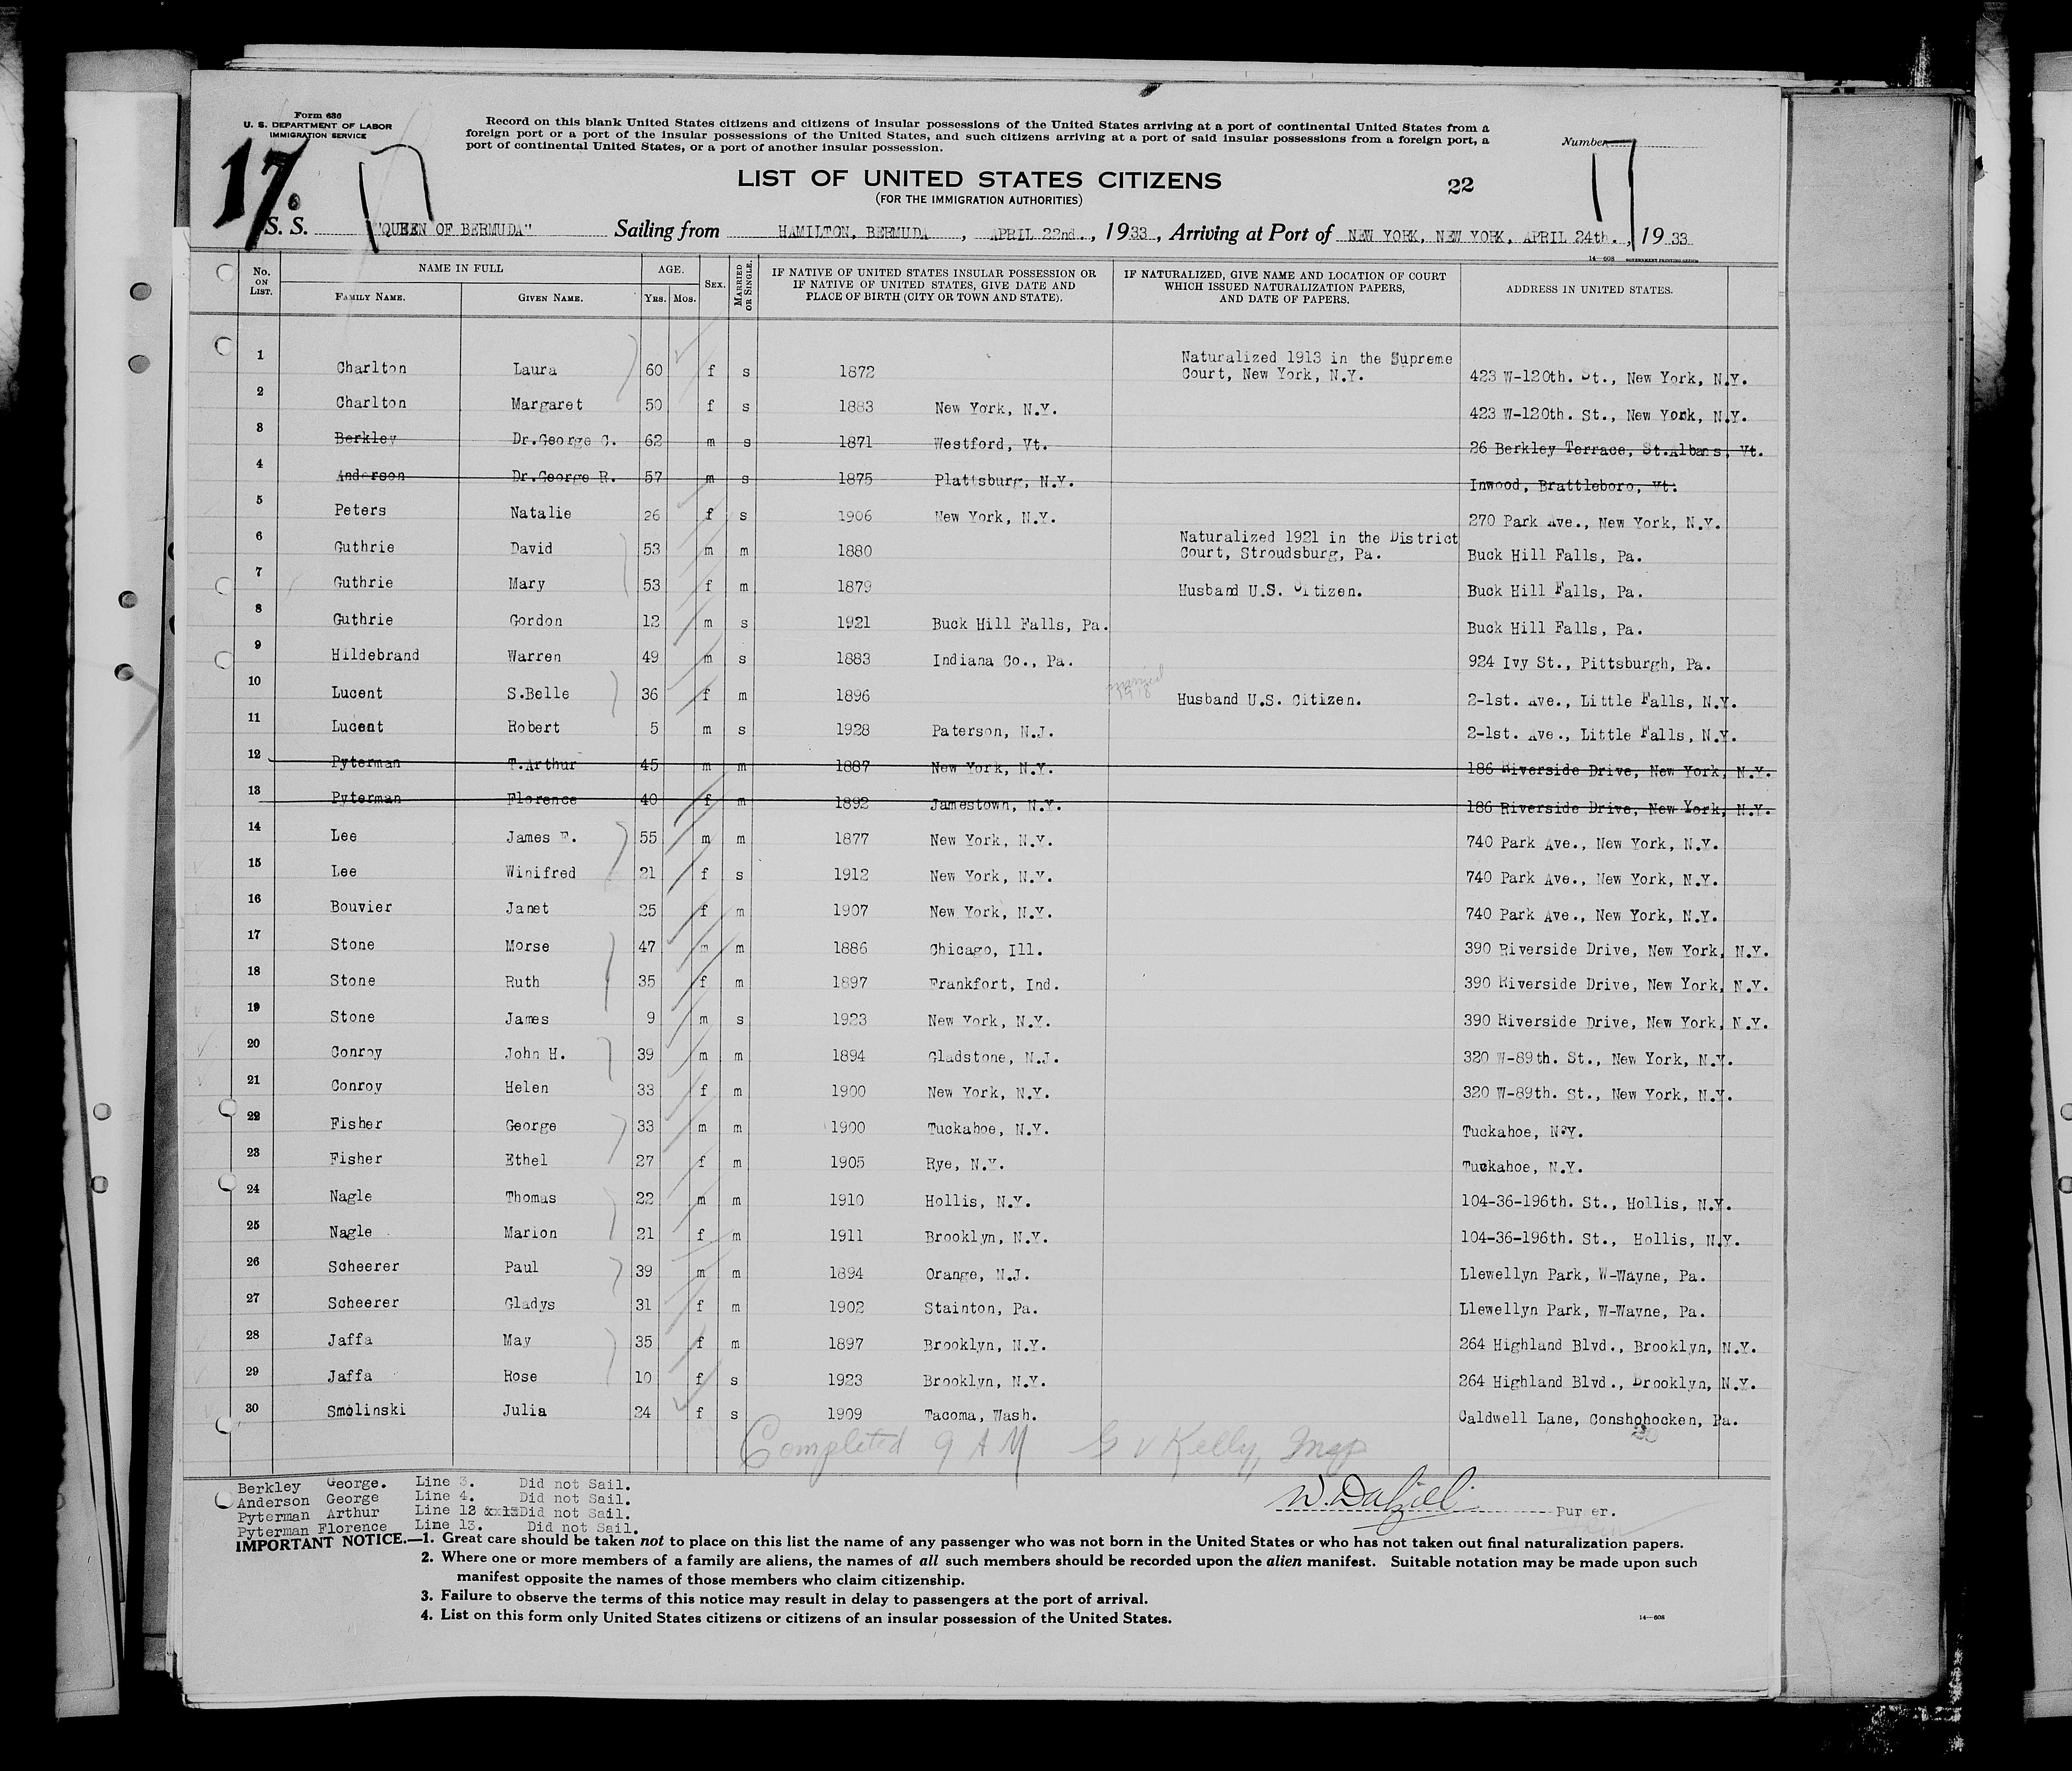 Form 630
U. S. DEPARTMENT OF LABOR
IMMIGRATION SERVICE
Record on this blank United States citizens and citizens of insular possessions of the United States arriving at a port of continental United States from a
foreign port or a port of the insular possessions of the United States, and such citizens arriving at a port of said insular possessions from a foreign port, a
port of continental United States, or a port of another insular possession.
Number
17. 17 17
LIST OF UNITED STATES CITIZENS 22
(FOR THE IMMIGRATION AUTHORITIES)
S. S. "QUEEN OF BERMUDA" Sailing from HAMILTON, BERMUDA , APRIL 22nd. , 1933 , Arriving at Port of NEW YORK, NEW YORK, APRIL 24th. , 1933
14—608 GOVERNMENT PRINTING OFFICE
No. ON LIST. NAME IN FULL FAMILY NAME. GIVEN NAME. AGE. YRS. MOS. SEX. MARRIED OR SINGLE. IF NATIVE OF UNITED STATES INSULAR POSSESSION OR IF NATIVE OF UNITED STATES, GIVE DATE AND PLACE OF BIRTH (CITY OR TOWN AND STATE). IF NATURALIZED, GIVE NAME AND LOCATION OF COURT WHICH ISSUED NATURALIZATION PAPERS, AND DATE OF PAPERS. ADDRESS IN UNITED STATES.
1 Charlton Laura 60 f s 1872 Naturalized 1913 in the Supreme Court, New York, N.Y. 423 W-120th. St., New York, N.Y.
2 Charlton Margaret 50 f s 1883 New York, N.Y. 423 W-120th. St., New York, N.Y.
3 Berkley Dr.George C. 62 m s 1871 Westford, Vt. 26 Berkley Terrace, St.Albans, Vt.
4 Anderson Dr.George R. 57 m s 1875 Plattsburg, N.Y. Inwood, Brattleboro, Vt.
5 Peters Natalie 26 f s 1906 New York, N.Y. 270 Park Ave., New York, N.Y.
6 Guthrie David 53 m m 1880 Naturalized 1921 in the District Court, Stroudsburg, Pa. Buck Hill Falls, Pa.
7 Guthrie Mary 53 f m 1879 Husband U.S. Citizen. Buck Hill Falls, Pa.
8 Guthrie Gordon 12 m s 1921 Buck Hill Falls, Pa. Buck Hill Falls, Pa.
9 Hildebrand Warren 49 m s 1883 Indiana Co., Pa. 924 Ivy St., Pittsburgh, Pa.
10 Lucent S.Belle 36 f m 1896 Husband U.S. Citizen. 2-1st. Ave., Little Falls, N.Y.
11 Lucent Robert 5 m s 1928 Paterson, N.J. 2-1st. Ave., Little Falls, N.Y.
12 Pyterman T.Arthur 45 m m 1887 New York, N.Y. 186 Riverside Drive, New York, N.Y.
13 Pyterman Florence 40 f m 1892 Jamestown, N.Y. 186 Riverside Drive, New York, N.Y.
14 Lee James F. 55 m m 1877 New York, N.Y. 740 Park Ave., New York, N.Y.
15 Lee Winifred 21 f s 1912 New York, N.Y. 740 Park Ave., New York, N.Y.
16 Bouvier Janet 25 f m 1907 New York, N.Y. 740 Park Ave., New York, N.Y.
17 Stone Morse 47 m m 1886 Chicago, Ill. 390 Riverside Drive, New York, N.Y.
18 Stone Ruth 35 f m 1897 Frankfort, Ind. 390 Riverside Drive, New York, N.Y.
19 Stone James 9 m s 1923 New York, N.Y. 390 Riverside Drive, New York, N.Y.
20 Conroy John H. 39 m m 1894 Gladstone, N.J. 320 W-89th. St., New York, N.Y.
21 Conroy Helen 33 f m 1900 New York, N.Y. 320 W-89th. St., New York, N.Y.
22 Fisher George 33 m m 1900 Tuckahoe, N.Y. Tuckahoe, N.Y.
23 Fisher Ethel 27 f m 1905 Rye, N.Y. Tuckahoe, N.Y.
24 Nagle Thomas 22 m m 1910 Hollis, N.Y. 104-36-196th. St., Hollis, N.Y.
25 Nagle Marion 21 f m 1911 Brooklyn, N.Y. 104-36-196th. St., Hollis, N.Y.
26 Scheerer Paul 39 m m 1894 Orange, N.J. Llewellyn Park, W-Wayne, Pa.
27 Scheerer Gladys 31 f m 1902 Stainton, Pa. Llewellyn Park, W-Wayne, Pa.
28 Jaffa May 35 f m 1897 Brooklyn, N.Y. 264 Highland Blvd., Brooklyn, N.Y.
29 Jaffa Rose 10 f s 1923 Brooklyn, N.Y. 264 Highland Blvd., Brooklyn, N.Y.
30 Smolinski Julia 24 f s 1909 Tacoma, Wash. Caldwell Lane, Conshohocken, Pa.
Completed 9 AM G V Kelly, Insp
Berkley George. Line 3. Did not Sail.
Anderson George Line 4. Did not Sail.
Pyterman Arthur Line 12 &x13 Did not Sail.
Pyterman Florence Line 13. Did not Sail.
W. Dalziel Purser.
IMPORTANT NOTICE.—1. Great care should be taken not to place on this list the name of any passenger who was not born in the United States or who has not taken out final naturalization papers.
2. Where one or more members of a family are aliens, the names of all such members should be recorded upon the alien manifest. Suitable notation may be made upon such
manifest opposite the names of those members who claim citizenship.
3. Failure to observe the terms of this notice may result in delay to passengers at the port of arrival.
4. List on this form only United States citizens or citizens of an insular possession of the United States.
14—608